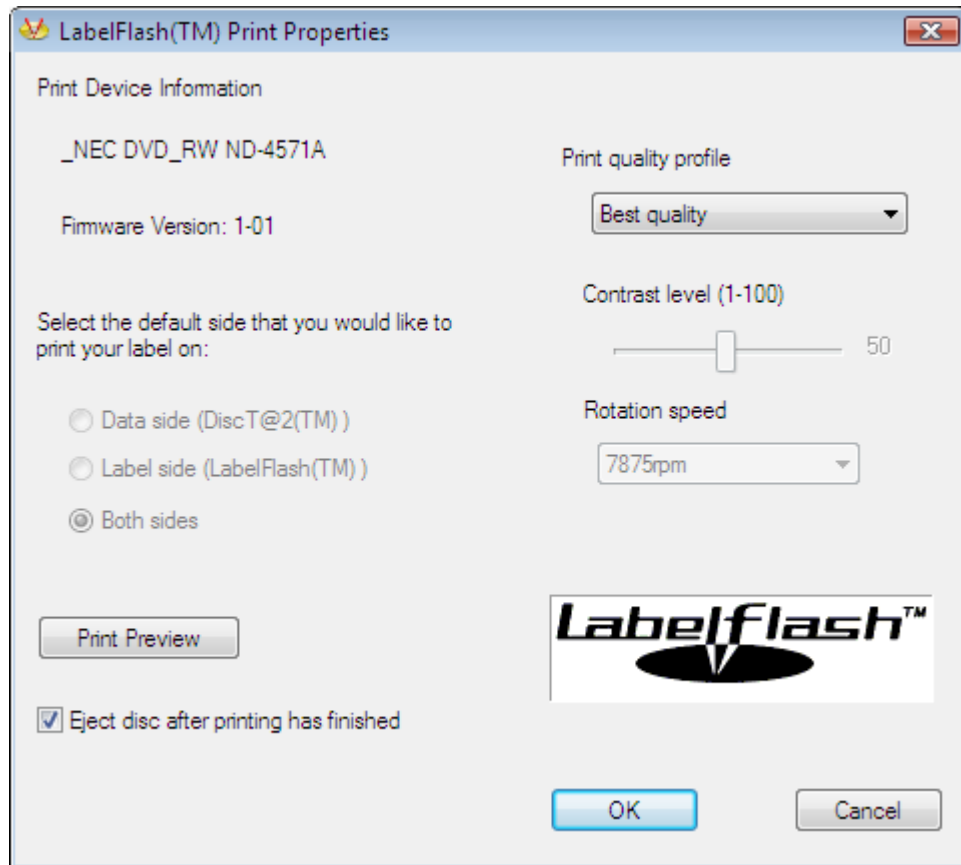 LabelFlash(TM) Print Properties
Print Device Information
_NEC DVD_RW ND-4571A
Firmware Version: 1-01
Select the default side that you would like to
print your label on:
Data side (DiscT@2(TM) )
Label side (LabelFlash(TM) )
Both sides
Print Preview
Eject disc after printing has finished
Print quality profile
Best quality
Contrast level (1-100)
50
Rotation speed
7875rpm
Labelflash™
OK
Cancel